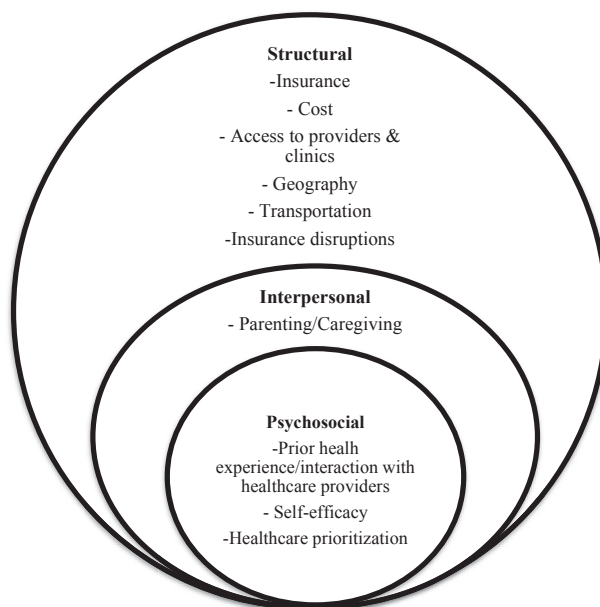 Structural
-Insurance
- Cost
- Access to providers &
clinics
- Geography
- Transportation
-Insurance disruptions
Interpersonal
- Parenting/Caregiving
Psychosocial
-Prior healh
experience/interaction with
healthcare providers
- Self-efficacy
-Healthcare prioritization